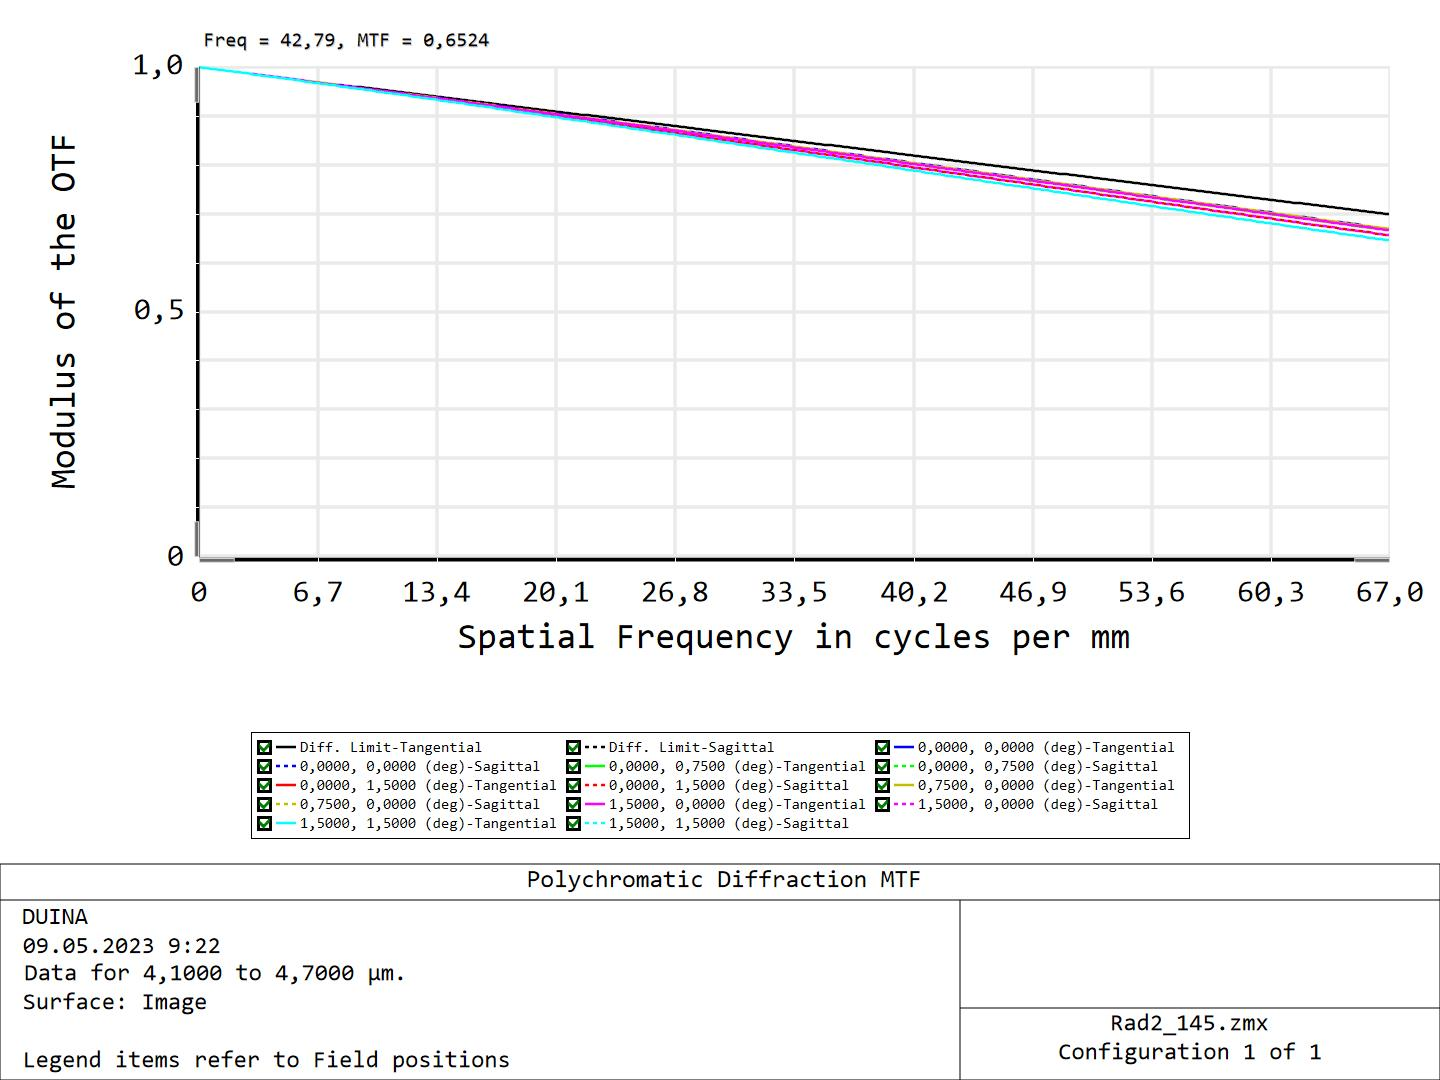 Freq = 42,79, MTF = 0,6524
1,0
0,5
0
Modulus of the OTF
0 6,7 13,4 20,1 26,8 33,5 40,2 46,9 53,6 60,3 67,0
Spatial Frequency in cycles per mm
Diff. Limit-Tangential Diff. Limit-Sagittal 0,0000, 0,0000 (deg)-Tangential
0,0000, 0,0000 (deg)-Sagittal 0,0000, 0,7500 (deg)-Tangential 0,0000, 0,7500 (deg)-Sagittal
0,0000, 1,5000 (deg)-Tangential 0,0000, 1,5000 (deg)-Sagittal 0,7500, 0,0000 (deg)-Tangential
0,7500, 0,0000 (deg)-Sagittal 1,5000, 0,0000 (deg)-Tangential 1,5000, 0,0000 (deg)-Sagittal
1,5000, 1,5000 (deg)-Tangential 1,5000, 1,5000 (deg)-Sagittal
Polychromatic Diffraction MTF
DUINA
09.05.2023 9:22
Data for 4,1000 to 4,7000 µm.
Surface: Image
Legend items refer to Field positions
Rad2_145.zmx
Configuration 1 of 1